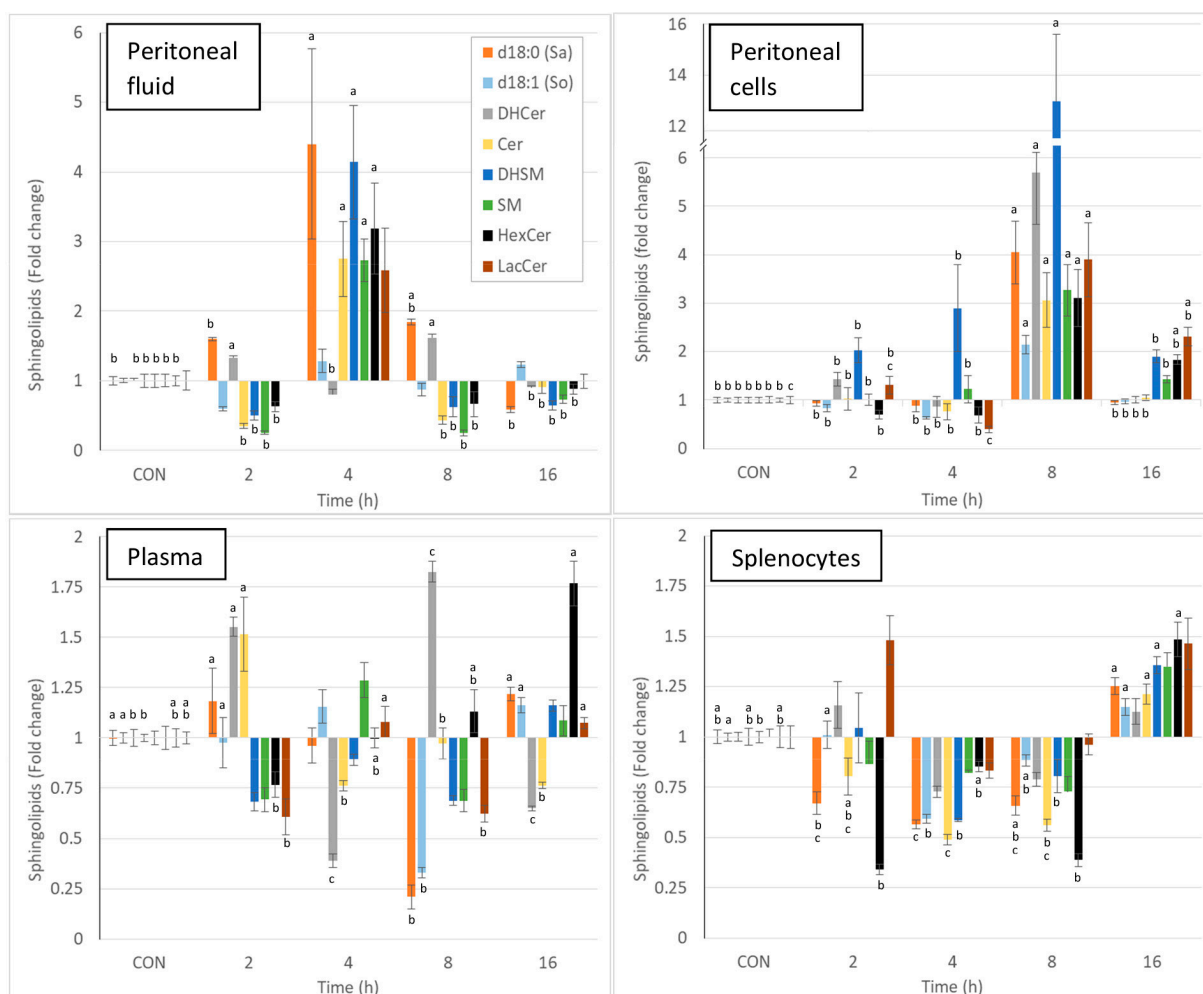 Peritoneal
fluid
d18:0 (Sa)
d18:1 (So)
DHCer
Cer
DHSM
SM
HexCer
LacCer
6
5
4
3
2
1
0
Sphingolipids (Fold change)
b b b b b b
b a
b b b b b
a b a a a a
a b a
b b b b
b b b b b
CON 2 4 8 16
Time (h)
Peritoneal
cells
16
14
12
6
5
4
3
2
1
0
Sphingolipids (fold change)
b b b b b b b c
b b b b b b b c
b b b b b b b c
a a a a a a a a
b b b b b b a b a b
CON 2 4 8 16
Time (h)
Plasma
2
1.75
1.5
1.25
1
0.75
0.5
0.25
0
Sphingolipids (Fold change)
a a b b a b a b
a a a a b b
c b a b a
b b c b a b b
a a c b a a
CON 2 4 8 16
Time (h)
Splenocytes
2
1.75
1.5
1.25
1
0.75
0.5
0.25
0
Sphingolipids (Fold change)
a b a a b b a b
b c a a b c b
c b c b a b
a b c a b b c b b
a a a a a
CON 2 4 8 16
Time (h)